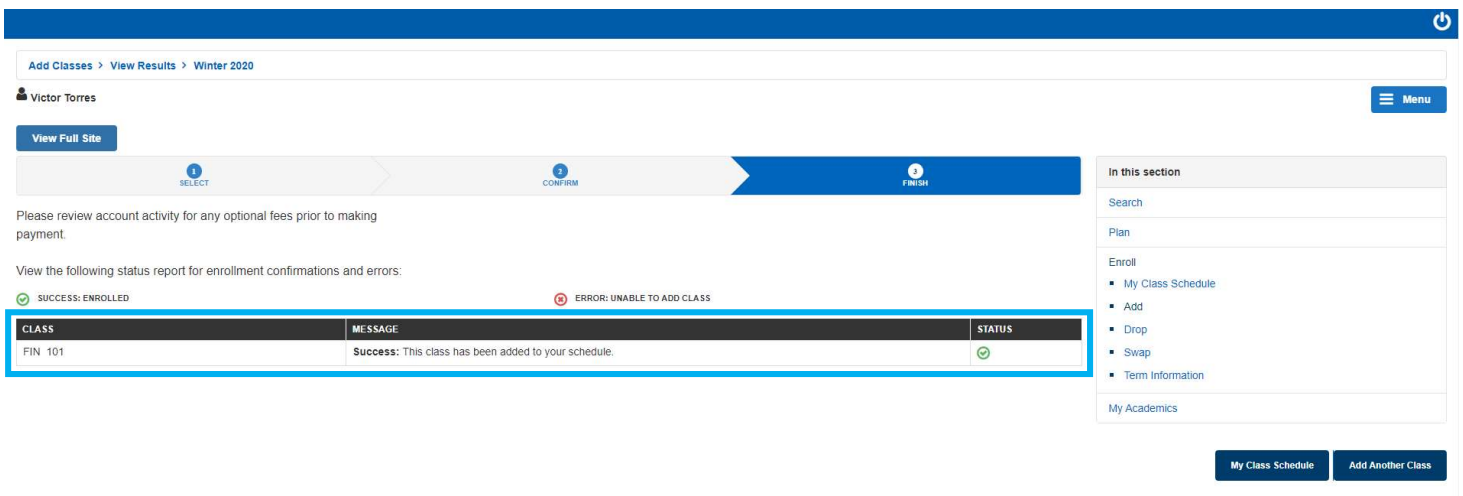 Add Classes > View Results > Winter 2020
Victor Torres
Menu
View Full Site
1
SELECT
2
CONFIRM
3
FINISH
Please review account activity for any optional fees prior to making
payment.
View the following status report for enrollment confirmations and errors:
SUCCESS: ENROLLED
ERROR: UNABLE TO ADD CLASS
CLASS MESSAGE STATUS
FIN 101 Success: This class has been added to your schedule.
In this section
Search
Plan
Enroll
My Class Schedule
Add
Drop
Swap
Term Information
My Academics
My Class Schedule
Add Another Class